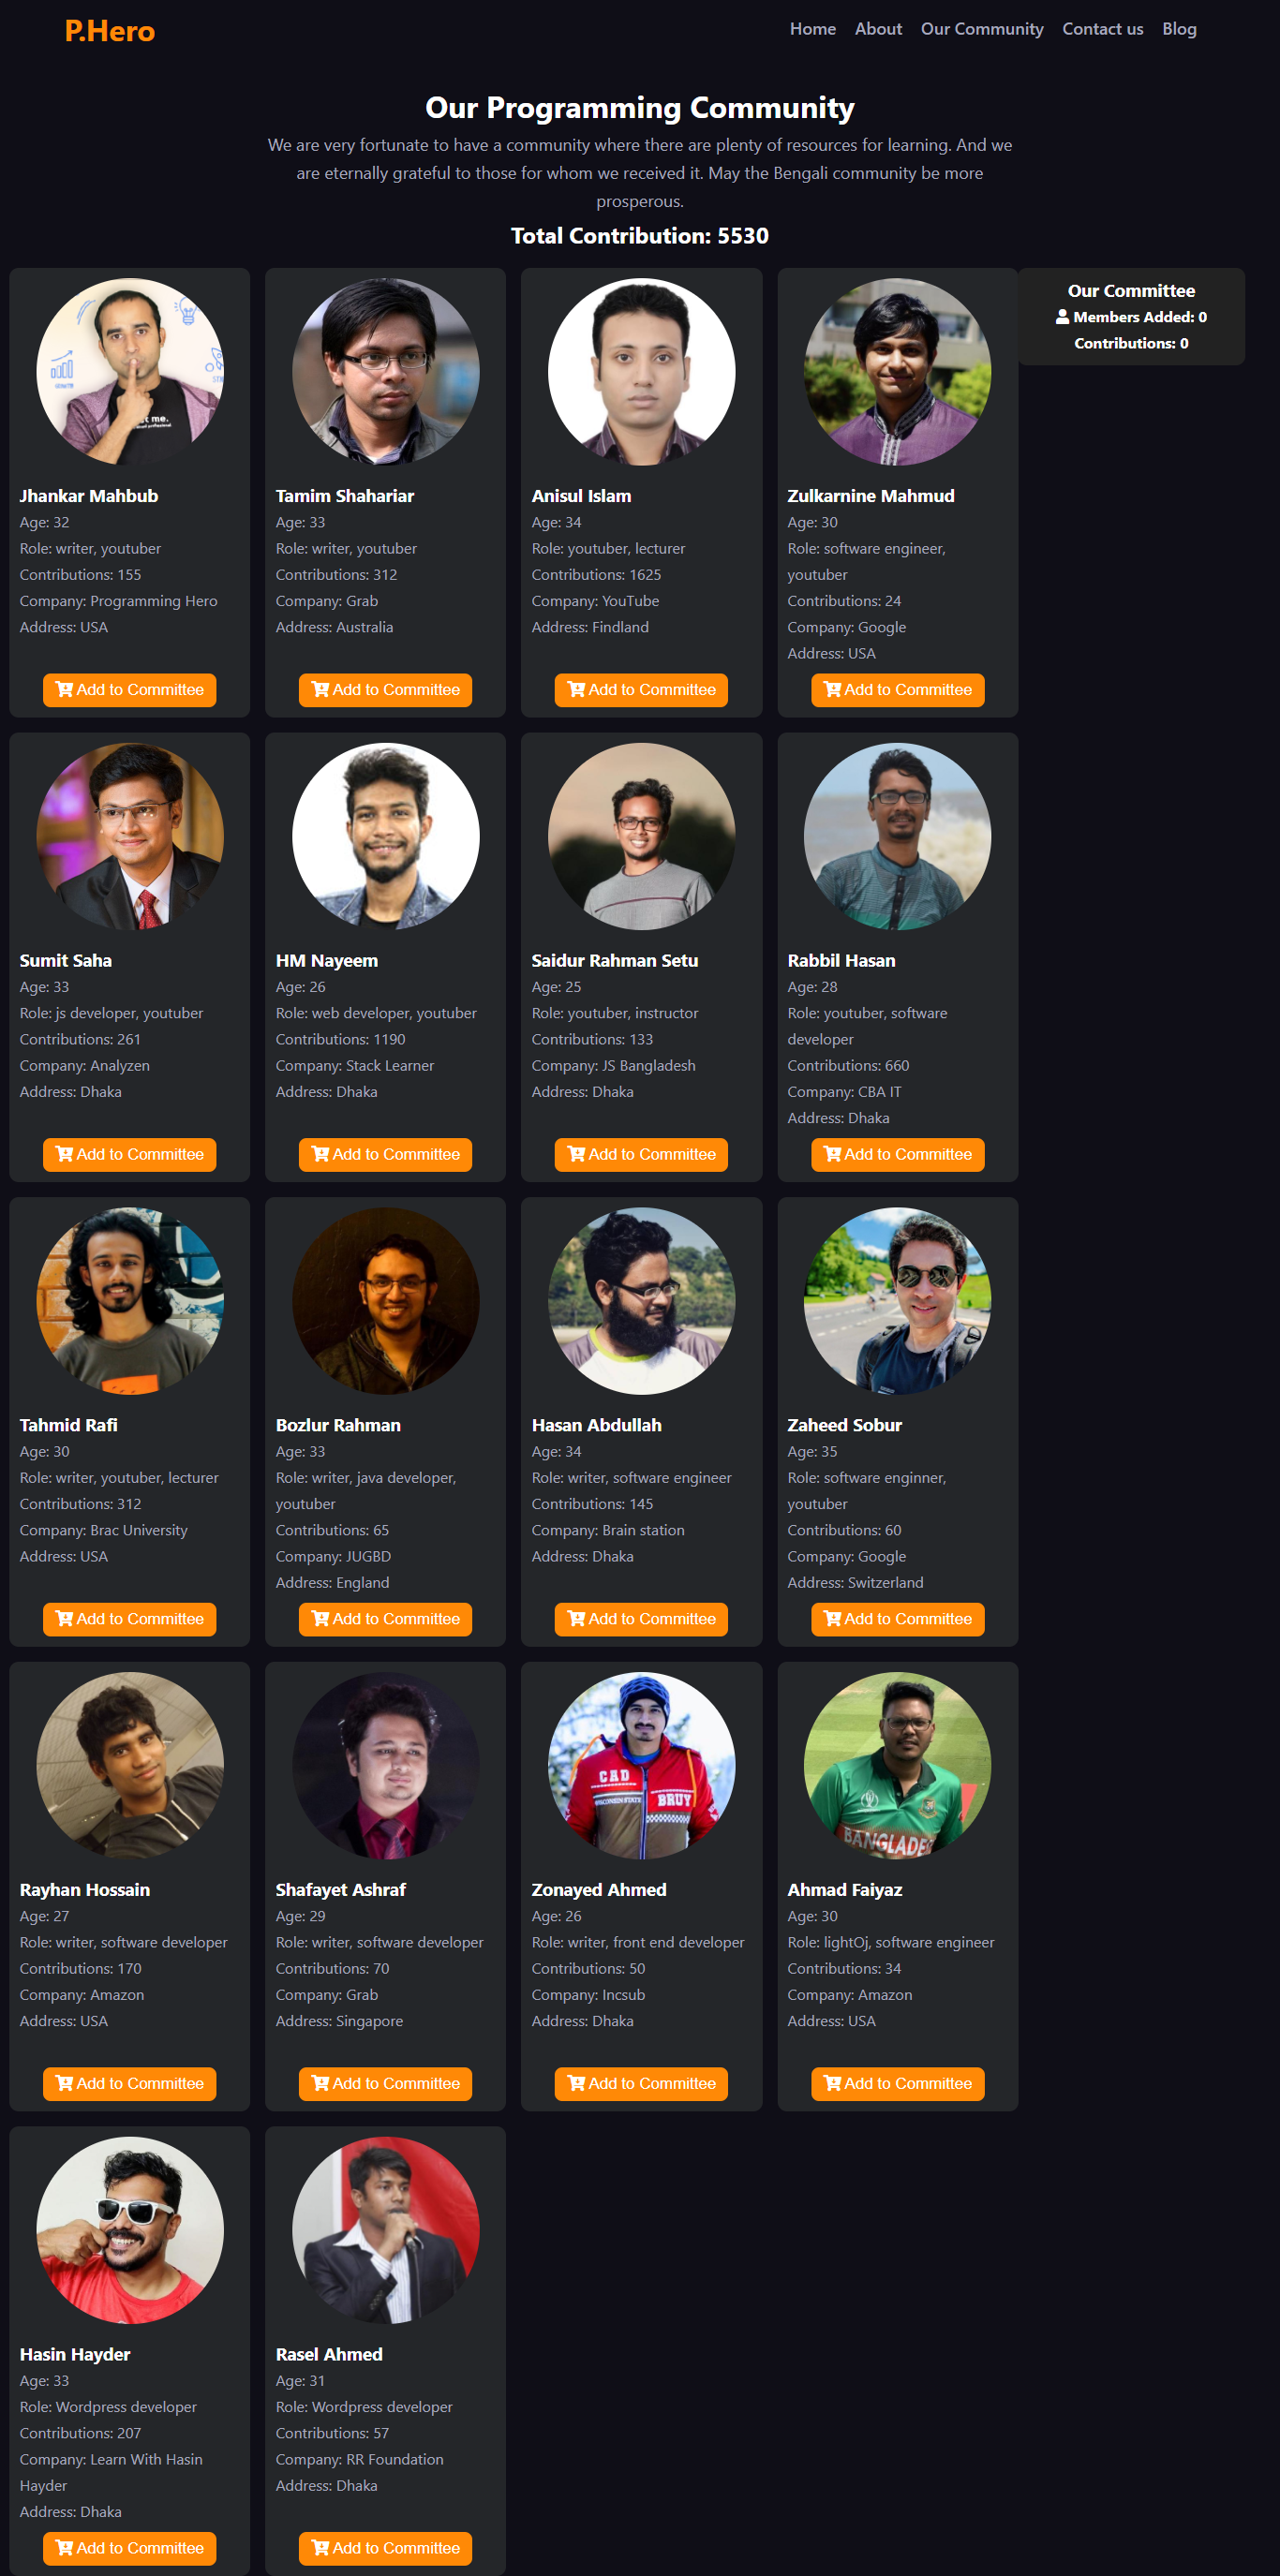 P.Hero
Home About Our Community Contact us Blog
Our Programming Community
We are very fortunate to have a community where there are plenty of resources for learning. And we
are eternally grateful to those for whom we received it. May the Bengali community be more
prosperous.
Total Contribution: 5530
Jhankar Mahbub
Age: 32
Role: writer, youtuber
Contributions: 155
Company: Programming Hero
Address: USA
Add to Committee
Tamim Shahariar
Age: 33
Role: writer, youtuber
Contributions: 312
Company: Grab
Address: Australia
Add to Committee
Anisul Islam
Age: 34
Role: youtuber, lecturer
Contributions: 1625
Company: YouTube
Address: Findland
Add to Committee
Zulkarnine Mahmud
Age: 30
Role: software engineer,
youtuber
Contributions: 24
Company: Google
Address: USA
Add to Committee
Our Committee
Members Added: 0
Contributions: 0
Sumit Saha
Age: 33
Role: js developer, youtuber
Contributions: 261
Company: Analyzen
Address: Dhaka
Add to Committee
HM Nayeem
Age: 26
Role: web developer, youtuber
Contributions: 1190
Company: Stack Learner
Address: Dhaka
Add to Committee
Saidur Rahman Setu
Age: 25
Role: youtuber, instructor
Contributions: 133
Company: JS Bangladesh
Address: Dhaka
Add to Committee
Rabbil Hasan
Age: 28
Role: youtuber, software
developer
Contributions: 660
Company: CBA IT
Address: Dhaka
Add to Committee
Tahmid Rafi
Age: 30
Role: writer, youtuber, lecturer
Contributions: 312
Company: Brac University
Address: USA
Add to Committee
Bozlur Rahman
Age: 33
Role: writer, java developer,
youtuber
Contributions: 65
Company: JUGBD
Address: England
Add to Committee
Hasan Abdullah
Age: 34
Role: writer, software engineer
Contributions: 145
Company: Brain station
Address: Dhaka
Add to Committee
Zaheed Sobur
Age: 35
Role: software enginner,
youtuber
Contributions: 60
Company: Google
Address: Switzerland
Add to Committee
Rayhan Hossain
Age: 27
Role: writer, software developer
Contributions: 170
Company: Amazon
Address: USA
Add to Committee
Shafayet Ashraf
Age: 29
Role: writer, software developer
Contributions: 70
Company: Grab
Address: Singapore
Add to Committee
CAD
BRUY
Zonayed Ahmed
Age: 26
Role: writer, front end developer
Contributions: 50
Company: Incsub
Address: Dhaka
Add to Committee
BANGLADE
Ahmad Faiyaz
Age: 30
Role: lightOj, software engineer
Contributions: 34
Company: Amazon
Address: USA
Add to Committee
Hasin Hayder
Age: 33
Role: Wordpress developer
Contributions: 207
Company: Learn With Hasin
Hayder
Address: Dhaka
Add to Committee
Rasel Ahmed
Age: 31
Role: Wordpress developer
Contributions: 57
Company: RR Foundation
Address: Dhaka
Add to Committee